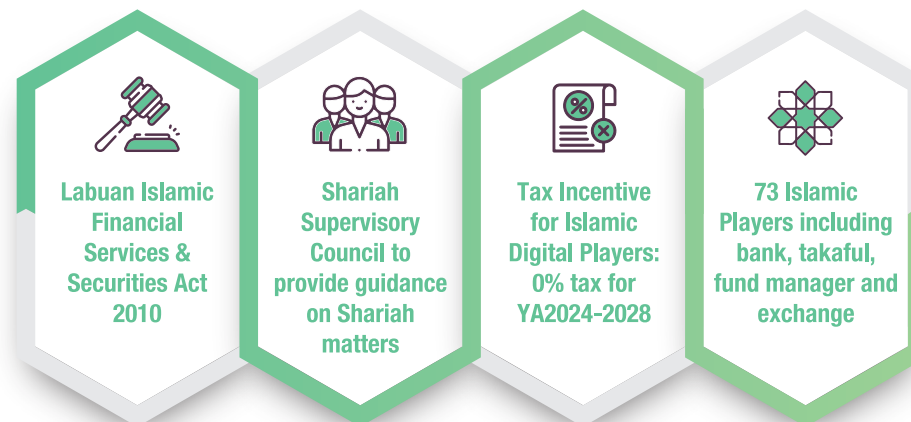 Labuan Islamic
Financial
Services &
Securities Act
2010
Shariah
Supervisory
Council to
provide guidance
on Shariah
matters
Tax Incentive
for Islamic
Digital Players:
0% tax for
YA2024-2028
73 Islamic
Players including
bank, takaful,
fund manager and
exchange